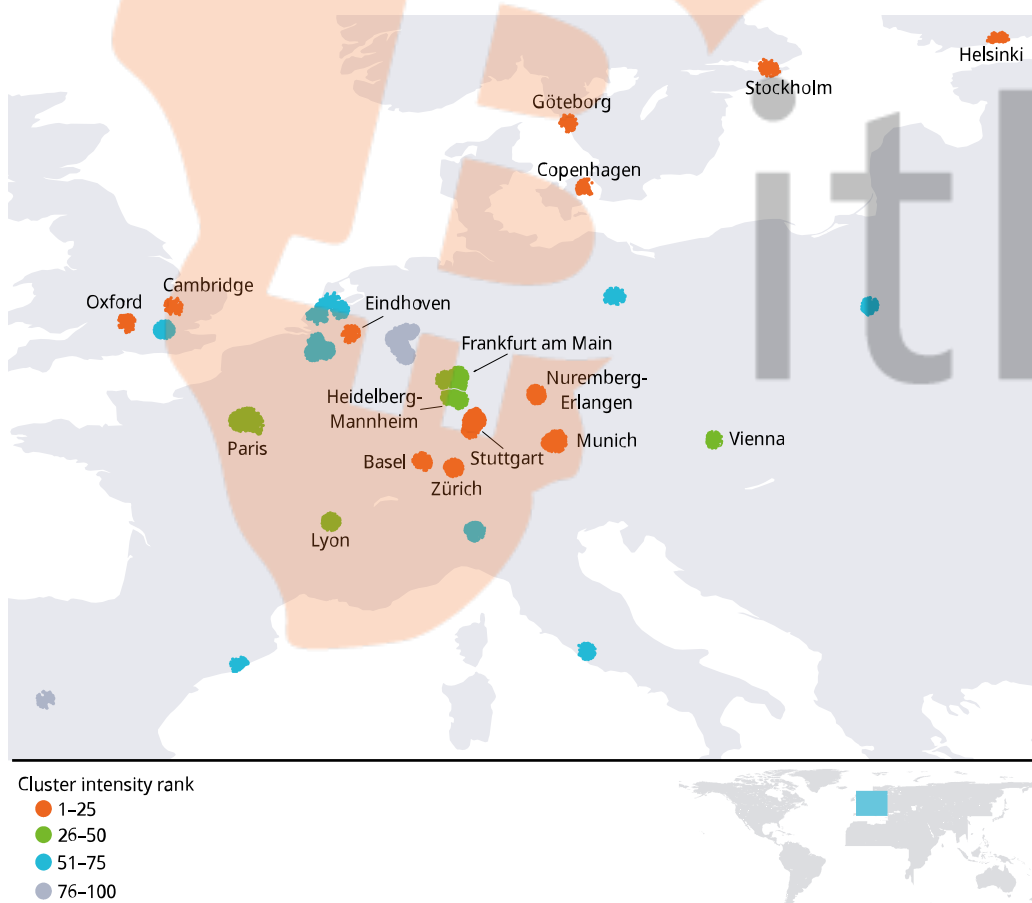 Helsinki
Stockholm
Göteborg
Copenhagen
Cambridge
Oxford
Eindhoven
Frankfurt am Main
Nuremberg-
Erlangen
Heidelberg-
Mannheim
Paris
Munich
Vienna
Basel
Stuttgart
Zürich
Lyon
Cluster intensity rank
1–25
26–50
51–75
76–100